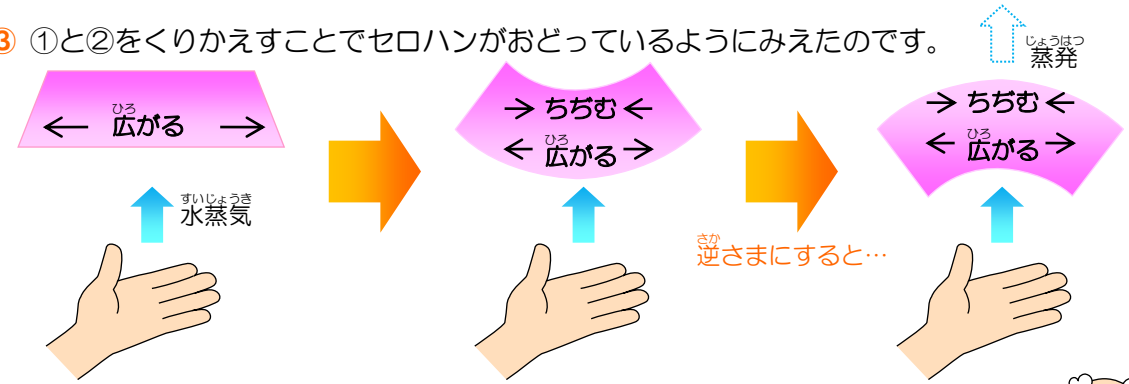 3 ①と②をくりかえすことでセロハンがおどっているようにみえたのです。
じょうはつ
蒸発
ひろ
← 広がる →
→ ちぢむ ←
ひろ
← 広がる →
→ ちぢむ ←
ひろ
← 広がる →
すいじょうき
水蒸気
さか
逆さまにすると…